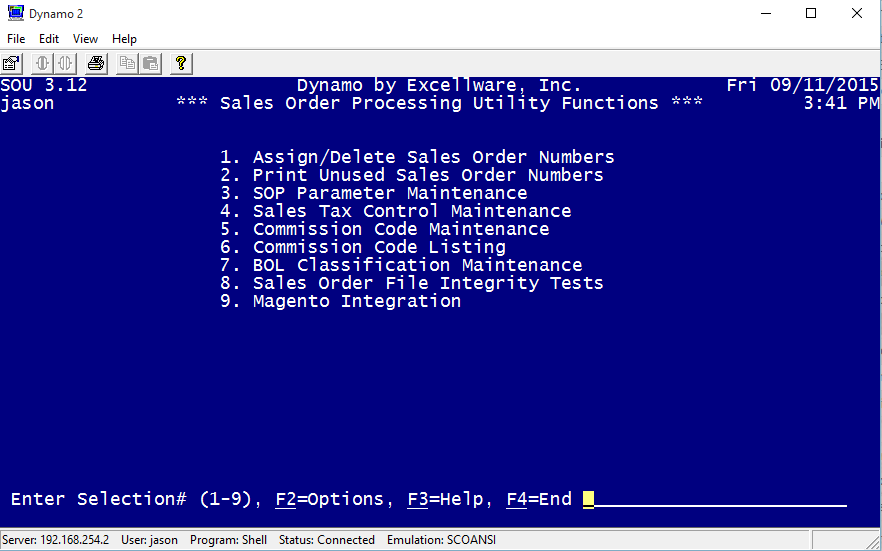 Dynamo 2
File Edit View Help
SOU 3.12 Dynamo by Excellware, Inc. Fri 09/11/2015
jason *** Sales Order Processing Utility Functions *** 3:41 PM
1. Assign/Delete Sales Order Numbers
2. Print Unused Sales Order Numbers
3. SOP Parameter Maintenance
4. Sales Tax Control Maintenance
5. Commission Code Maintenance
6. Commission Code Listing
7. BOL Classification Maintenance
8. Sales Order File Integrity Tests
9. Magento Integration
Enter Selection# (1-9), F2=Options, F3=Help, F4=End
Server: 192.168.254.2 User: jason Program: Shell Status: Connected Emulation: SCOANSI